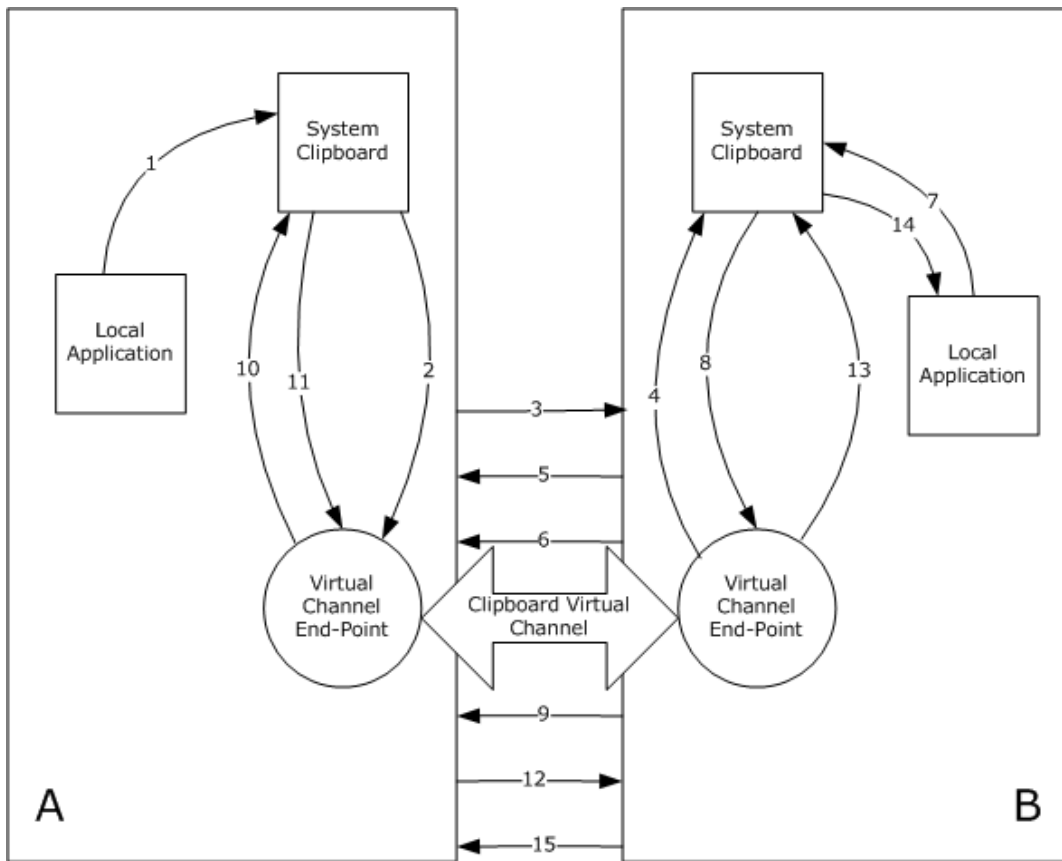 System
Clipboard
System
Clipboard
1
7
14
Local
Application
Local
Application
10
11
2
4
8
13
3
5
6
Virtual
Channel
End-Point
Clipboard Virtual
Channel
Virtual
Channel
End-Point
9
12
15
A
B